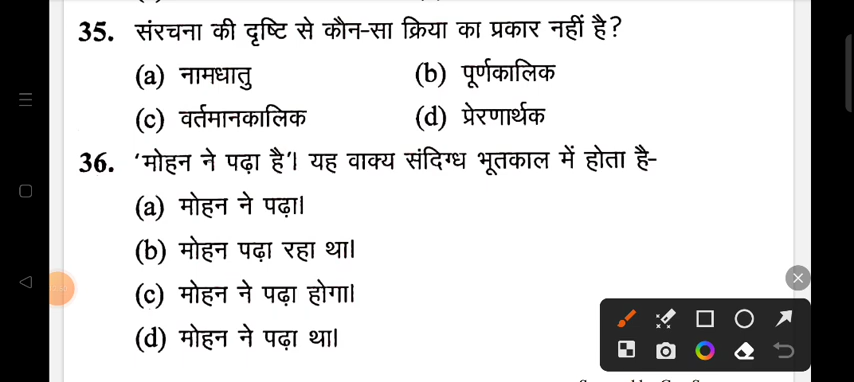 35. संरचना की दृष्टि से कौन-सा क्रिया का प्रकार नहीं है?
(a) नामधातु (b) पूर्णकालिक
(c) वर्तमानकालिक (d) प्रेरणार्थक
36. ‘मोहन ने पढ़ा है’। यह वाक्य संदिग्ध भूतकाल में होता है-
(a) मोहन ने पढ़ा।
(b) मोहन पढ़ा रहा था।
(c) मोहन ने पढ़ा होगा।
(d) मोहन ने पढ़ा था।